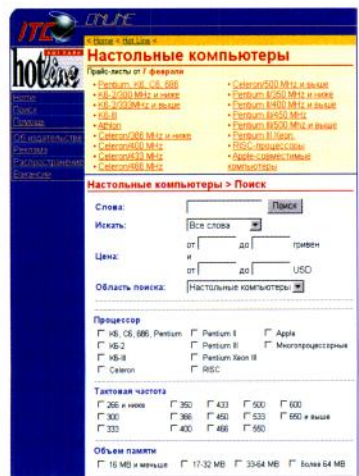 ITC ONLINE
< Home < Hot Line <
hot line
Настольные компьютеры
Прайс-листы от 7 февраля
• Pentium, K6, C6, 686
• K6-2/300 MHz и ниже
• K6-2/333MHz и выше
• K6-III
• Athlon
• Celeron/366 MHz и ниже
• Celeron/400 MHz
• Celeron/433 MHz
• Celeron/466 MHz
• Celeron/500 MHz и выше
• Pentium II/350 MHz и ниже
• Pentium II/400 MHz и выше
• Pentium III/450 MHz
• Pentium III/500 MHz и выше
• Pentium II Xeon
• RISC-процессоры
• Apple-совместимые
компьютеры
Home
Поиск
Помощь
Об издательстве
Реклама
Распространение
Вакансии
Настольные компьютеры > Поиск
Слова: Поиск
Искать: Все слова
от до гривен
Цена: и
от до USD
Область поиска: Настольные компьютеры
Процессор
K6, C6, 686, Pentium Pentium II Apple
K6-2 Pentium III Многопроцессорные
K6-III Pentium Xeon III
Celeron RISC
Тактовая частота
266 и ниже 350 433 500 600
300 366 450 533 650 и выше
333 400 466 550
Объем памяти
16 MB и меньше 17-32 MB 33-64 MB более 64 MB